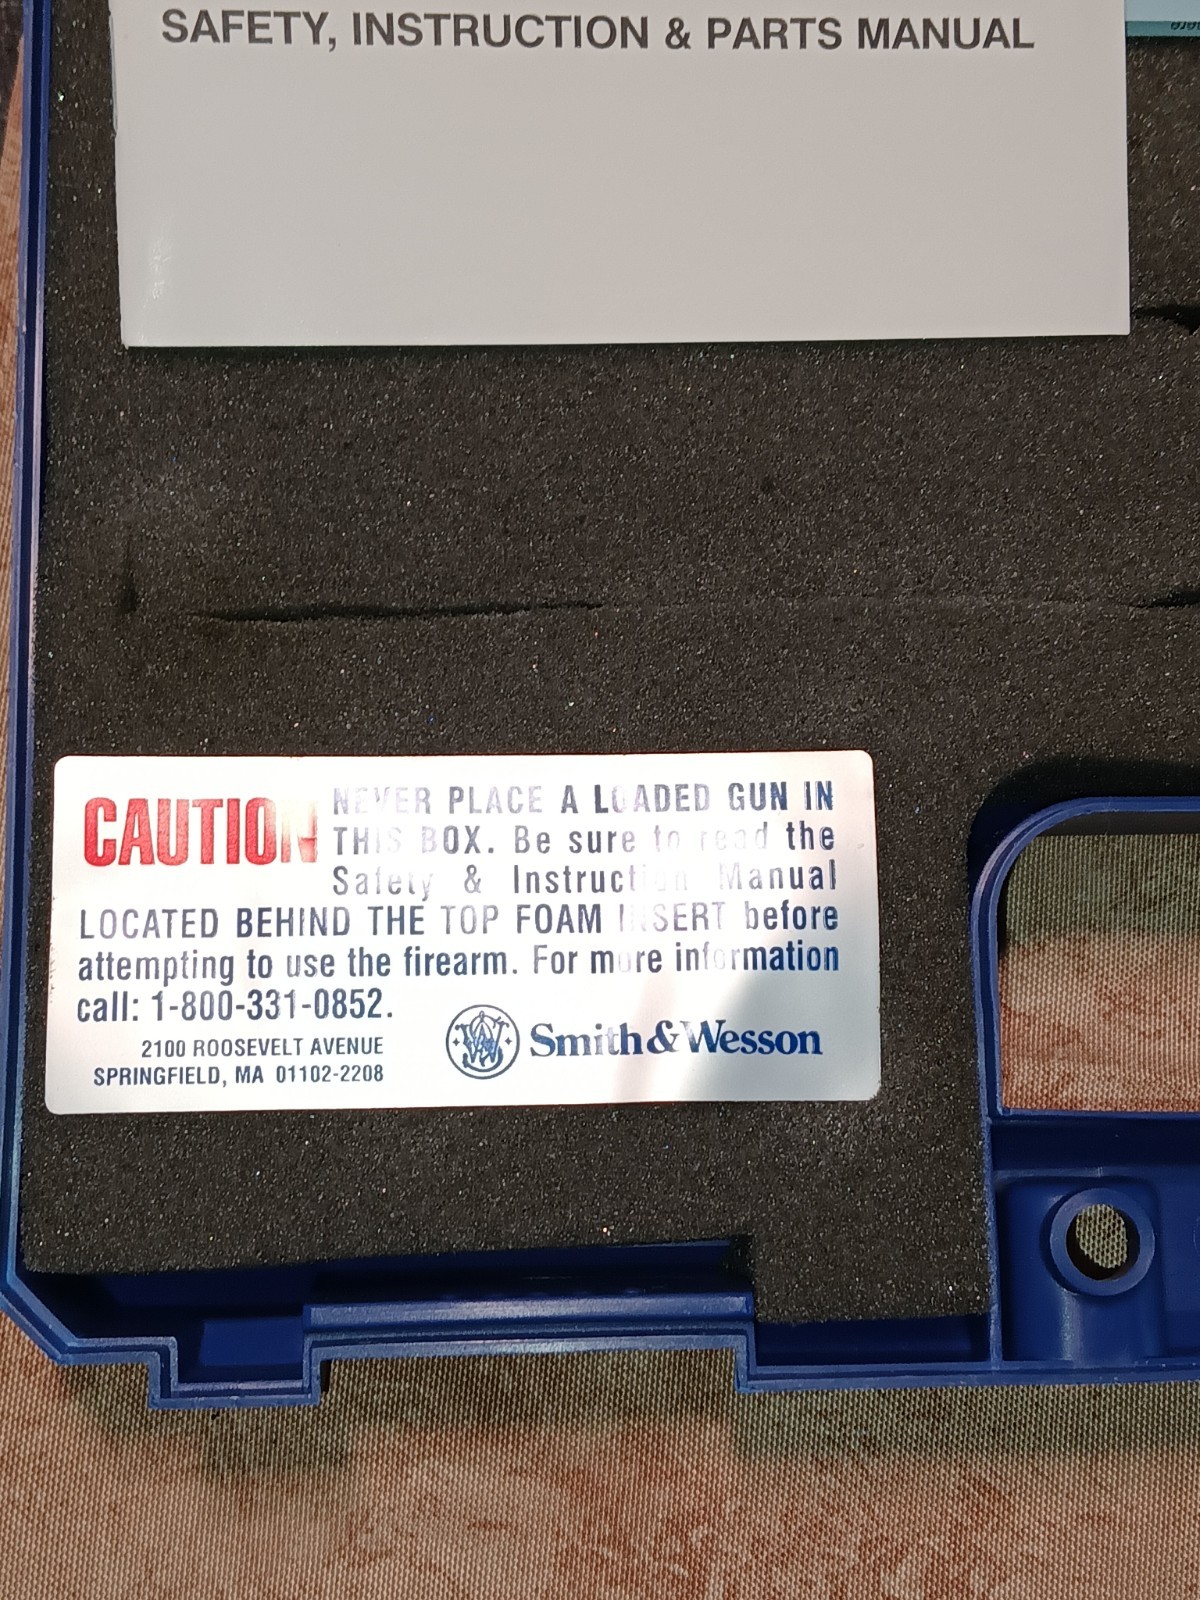 SAFETY, INSTRUCTION & PARTS MANUAL
CAUTION
NEVER PLACE A LOADED GUN IN
THIS BOX. Be sure to read the
Safety & Instruction Manual
LOCATED BEHIND THE TOP FOAM INSERT before
attempting to use the firearm. For more information
call: 1-800-331-0852.
2100 ROOSEVELT AVENUE
SPRINGFIELD, MA 01102-2208
Smith & Wesson